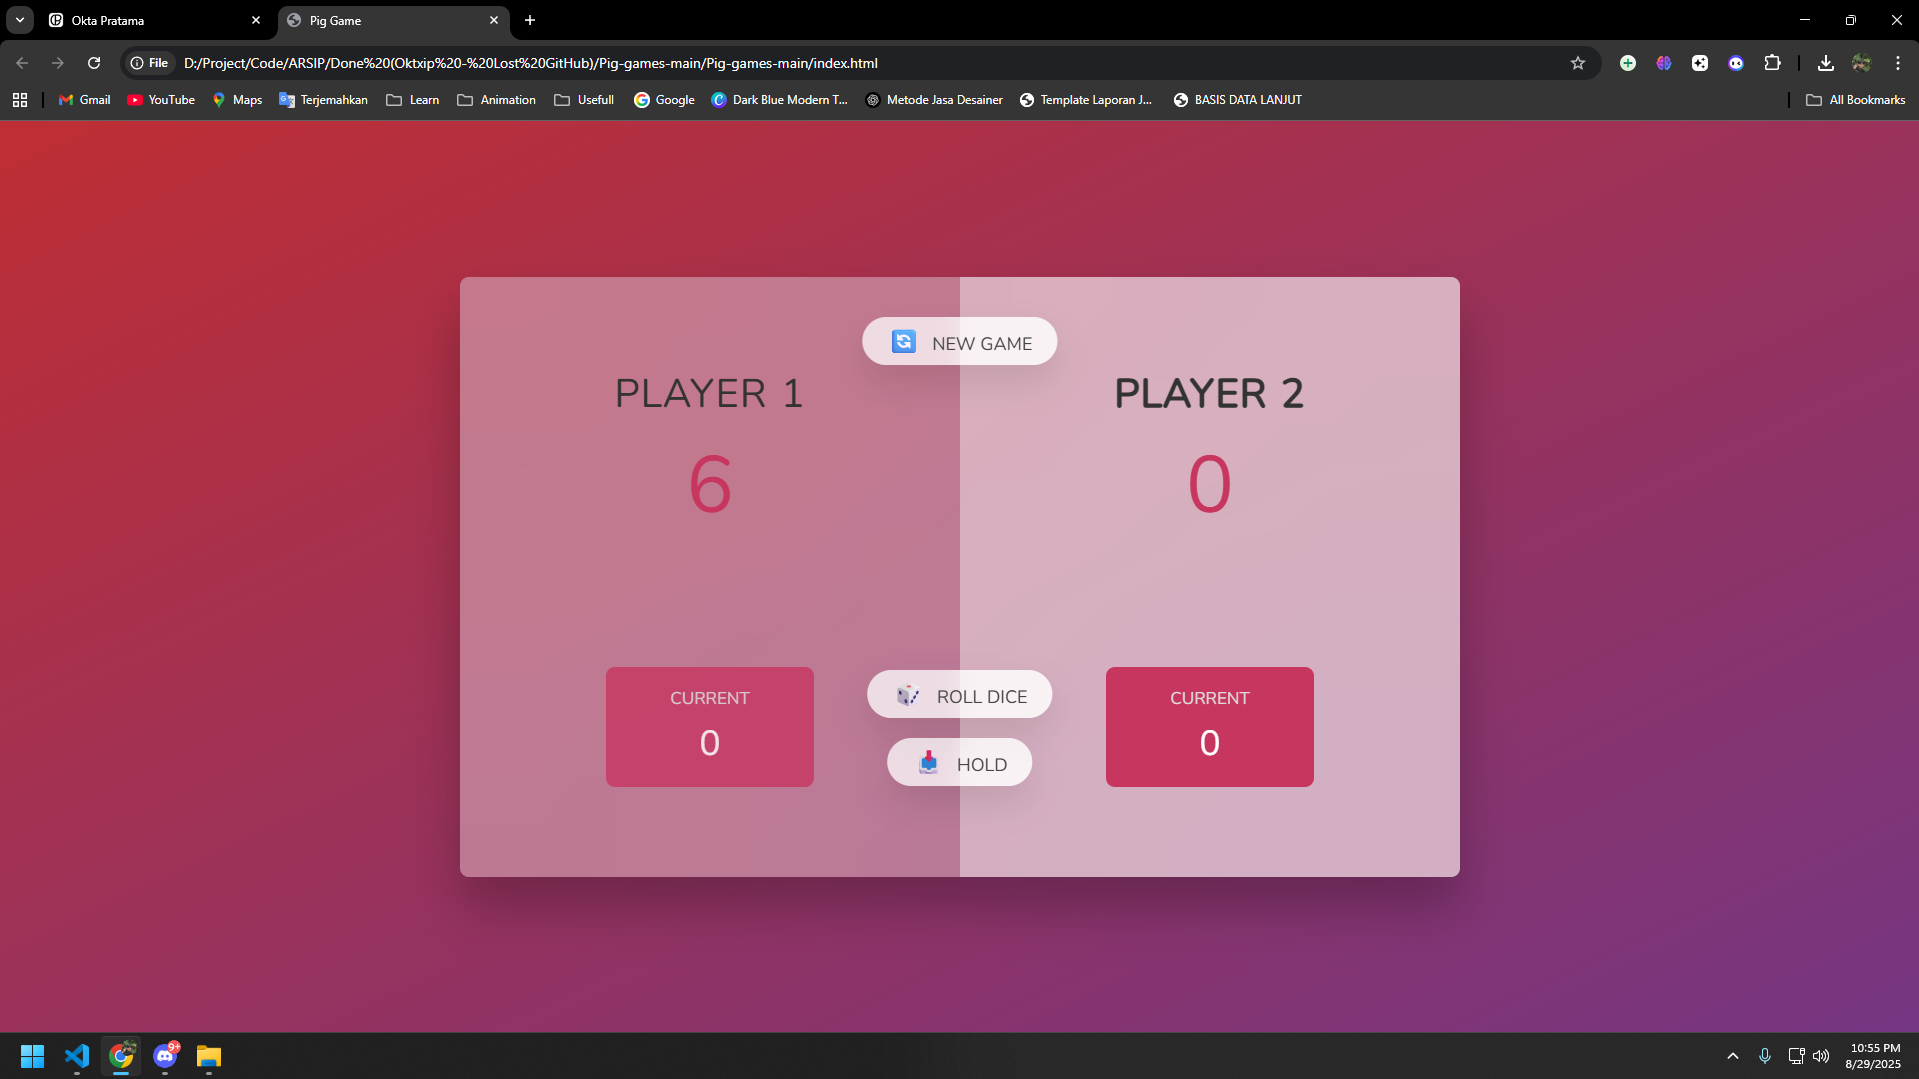 Okta Pratama
Pig Game
File
D:/Project/Code/ARSIP/Done%20(Oktxip%20-%20Lost%20GitHub)/Pig-games-main/Pig-games-main/index.html
Gmail
YouTube
Maps
Terjemahkan
Learn
Animation
Usefull
Google
Dark Blue Modern T...
Metode Jasa Desainer
Template Laporan J...
BASIS DATA LANJUT
All Bookmarks
NEW GAME
PLAYER 1
PLAYER 2
6
0
CURRENT
0
ROLL DICE
HOLD
CURRENT
0
9+
10:55 PM
8/29/2025